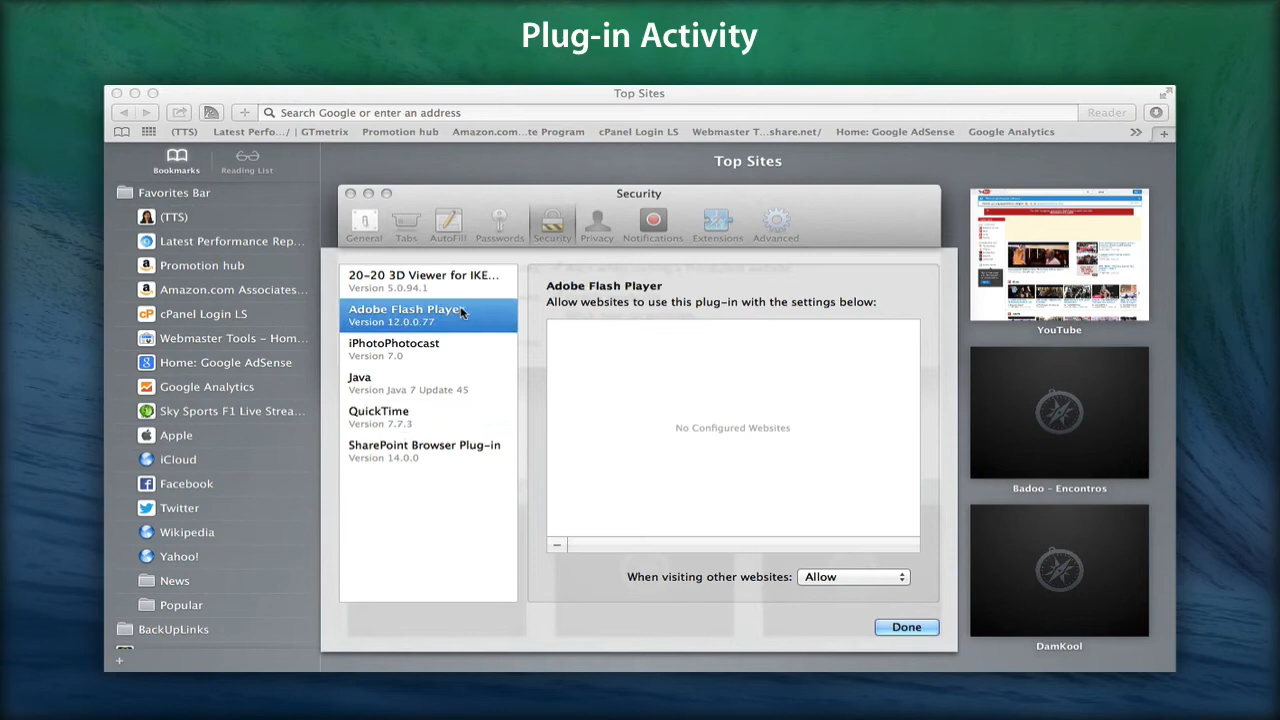 Plug-in Activity
Top Sites
Search Google or enter an address
Reader
(TTS)
Latest Perfo.../ | GTmetrix
Promotion hub
Amazon.com...te Program
cPanel Login LS
Webmaster T...share.net/
Home: Google AdSense
Google Analytics
Bookmarks
Reading List
Favorites Bar
(TTS)
Latest Performance Rep...
Promotion hub
Amazon.com Associates...
cPanel Login LS
Webmaster Tools – Hom...
Home: Google AdSense
Google Analytics
Sky Sports F1 Live Strea...
Apple
iCloud
Facebook
Twitter
Wikipedia
Yahoo!
News
Popular
BackUpLinks
Top Sites
Security
General
Tabs
AutoFill
Passwords
Security
Privacy
Notifications
Extensions
Advanced
20-20 3D Viewer for IKE...
Version 5.0.94.1
Adobe Flash Player
Version 12.0.0.77
iPhotoPhotocast
Version 7.0
Java
Version Java 7 Update 45
QuickTime
Version 7.7.3
SharePoint Browser Plug-in
Version 14.0.0
Adobe Flash Player
Allow websites to use this plug-in with the settings below:
No Configured Websites
When visiting other websites:
Allow
Done
YouTube
Badoo – Encontros
DamKool